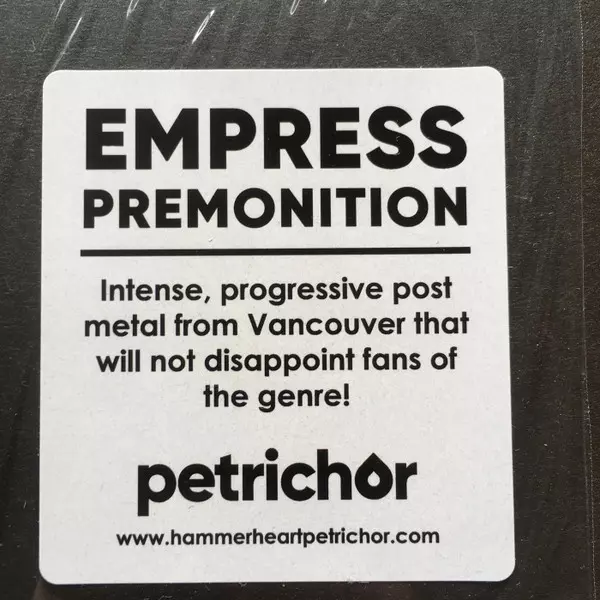 EMPRESS
PREMONITION
Intense, progressive post
metal from Vancouver that
will not disappoint fans of
the genre!
petrichor
www.hammerheartpetrichor.com